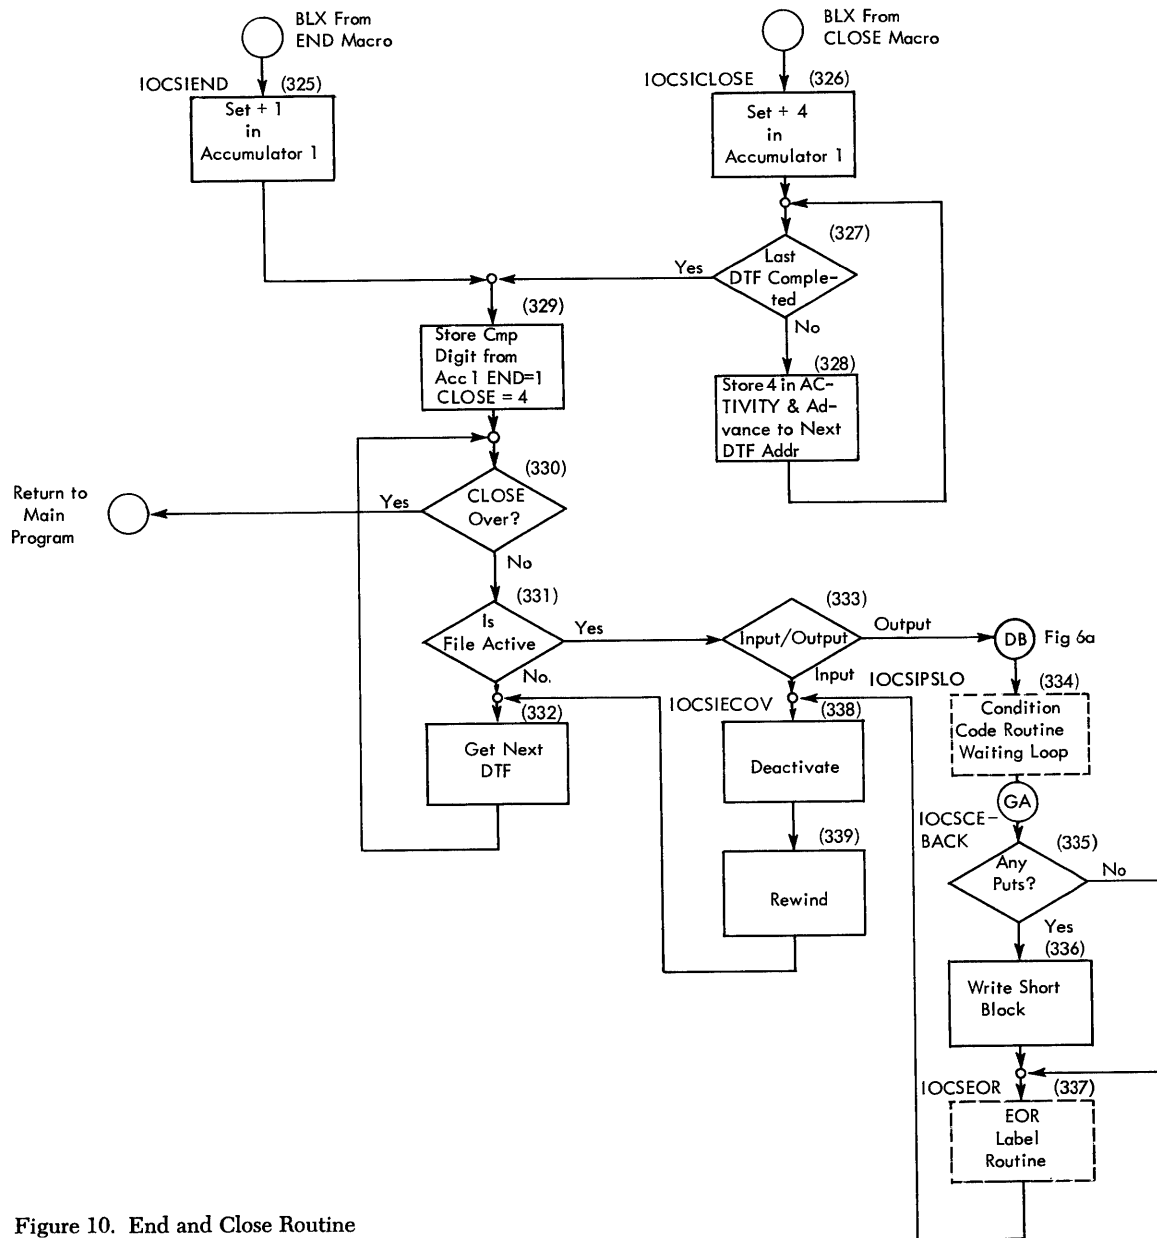 BLX From
END Macro
BLX From
CLOSE Macro
IOCSIEND
(325)
IOCSICLOSE
(326)
Set + 1
in
Accumulator 1
Set + 4
in
Accumulator 1
(327)
Last
DTF Comple-
ted
Yes
No
(329)
Store Cmp
Digit from
Acc 1 END=1
CLOSE = 4
(328)
Store 4 in AC-
TIVITY & Ad-
vance to Next
DTF Addr
(330)
CLOSE
Over?
Yes
No
Return to
Main
Program
(331)
Is
File Active
Yes
No.
(333)
Input/Output
Output
Input
DB
Fig 6a
IOCSIPSLO
(334)
Condition
Code Routine
Waiting Loop
(332)
Get Next
DTF
IOCSIECOV
(338)
Deactivate
(339)
Rewind
GA
IOCSCE-
BACK
(335)
Any
Puts?
No
Yes
(336)
Write Short
Block
IOCSEOR
(337)
EOR
Label
Routine
Figure 10. End and Close Routine